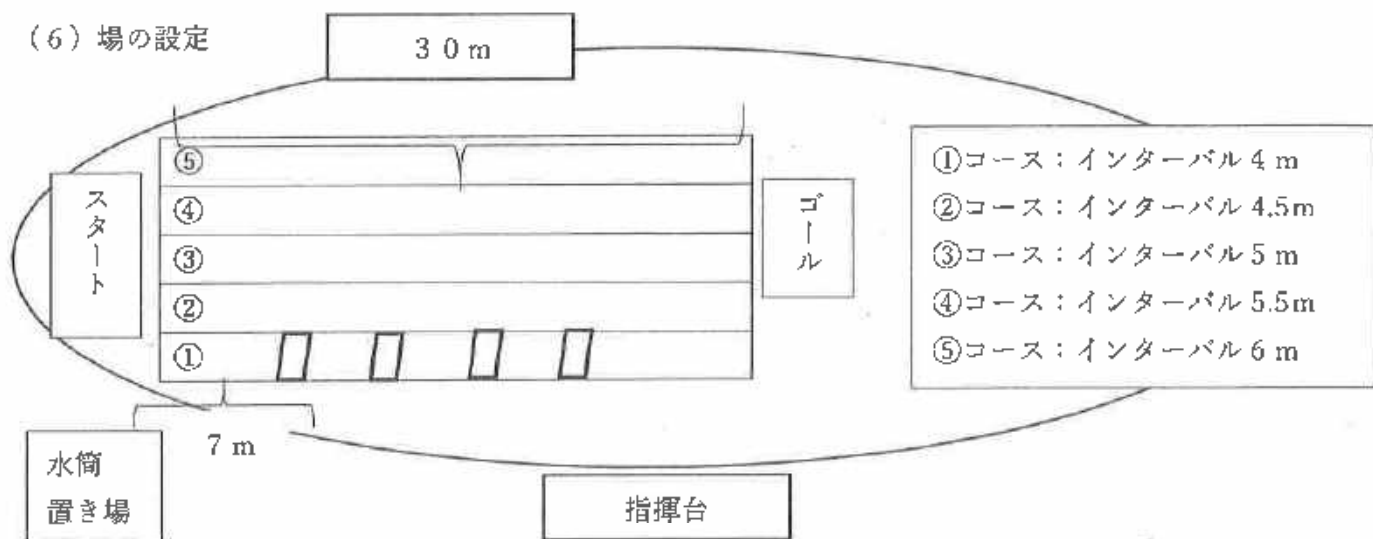 (6)場の設定
30m
スタート
⑤
④
③
②
①
ゴール
①コース:インターバル4m
②コース:インターバル4.5m
③コース:インターバル5m
④コース:インターバル5.5m
⑤コース:インターバル6m
7m
水筒
置き場
指揮台